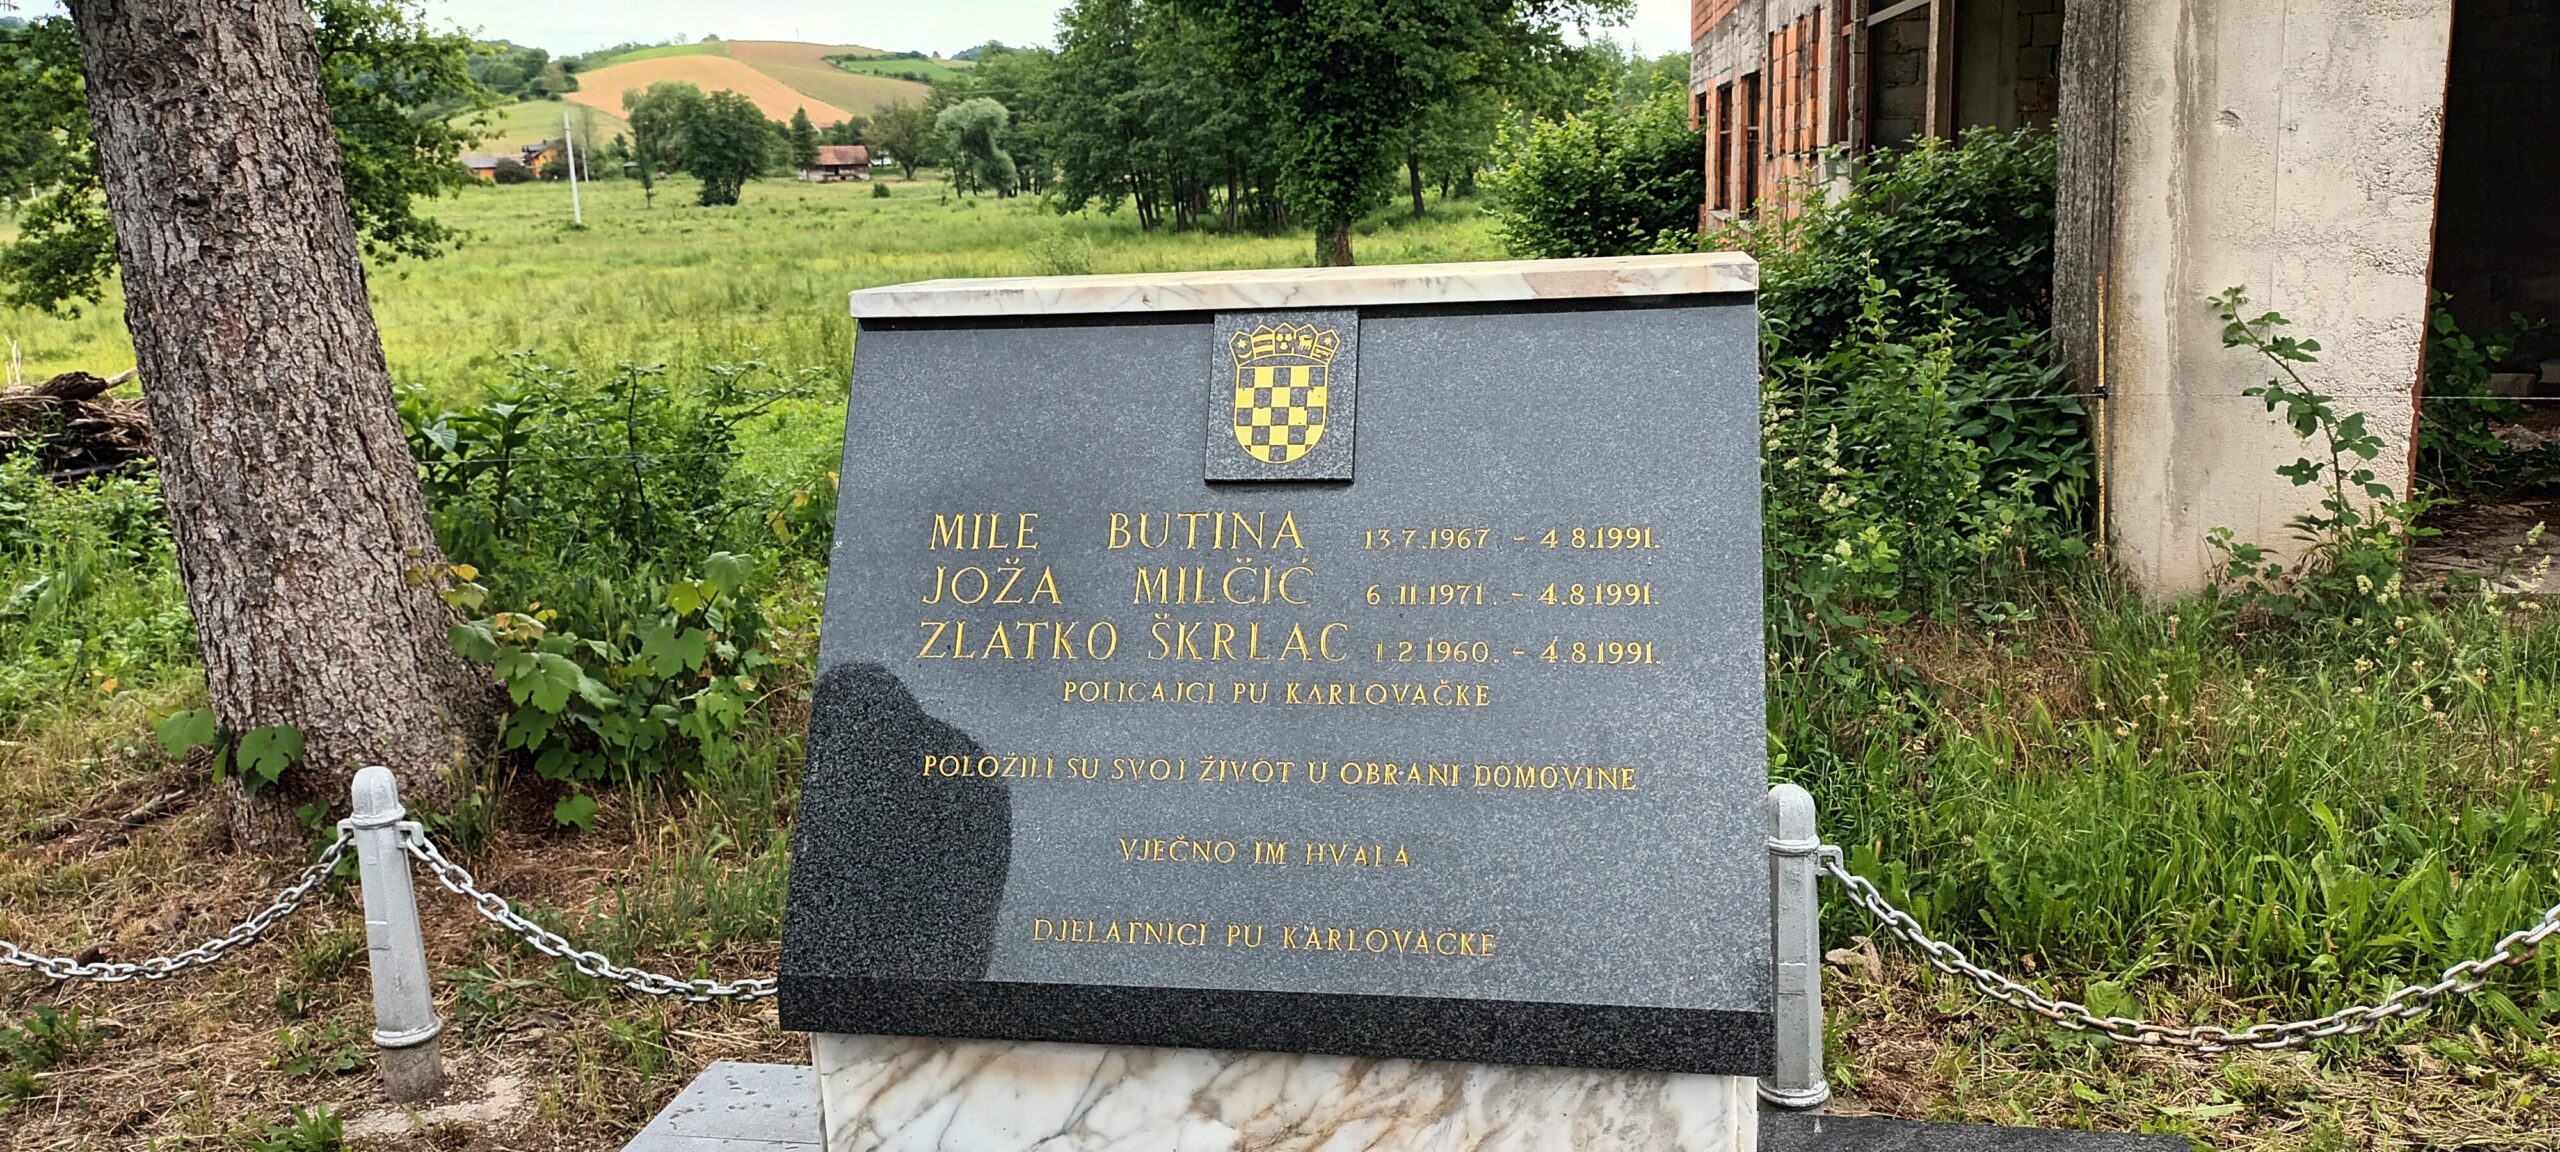 MILE BUTINA 13.7.1967 - 4.8.1991.
JOŽA MILČIĆ 6.11.1971. - 4.8.1991.
ZLATKO ŠKRLAC 1.2.1960. - 4.8.1991.
POLICAJCI PU KARLOVAČKE
POLOŽILI SU SVOJ ŽIVOT U OBRANI DOMOVINE
VJEČNO IM HVALA
DJELATNICI PU KARLOVAČKE